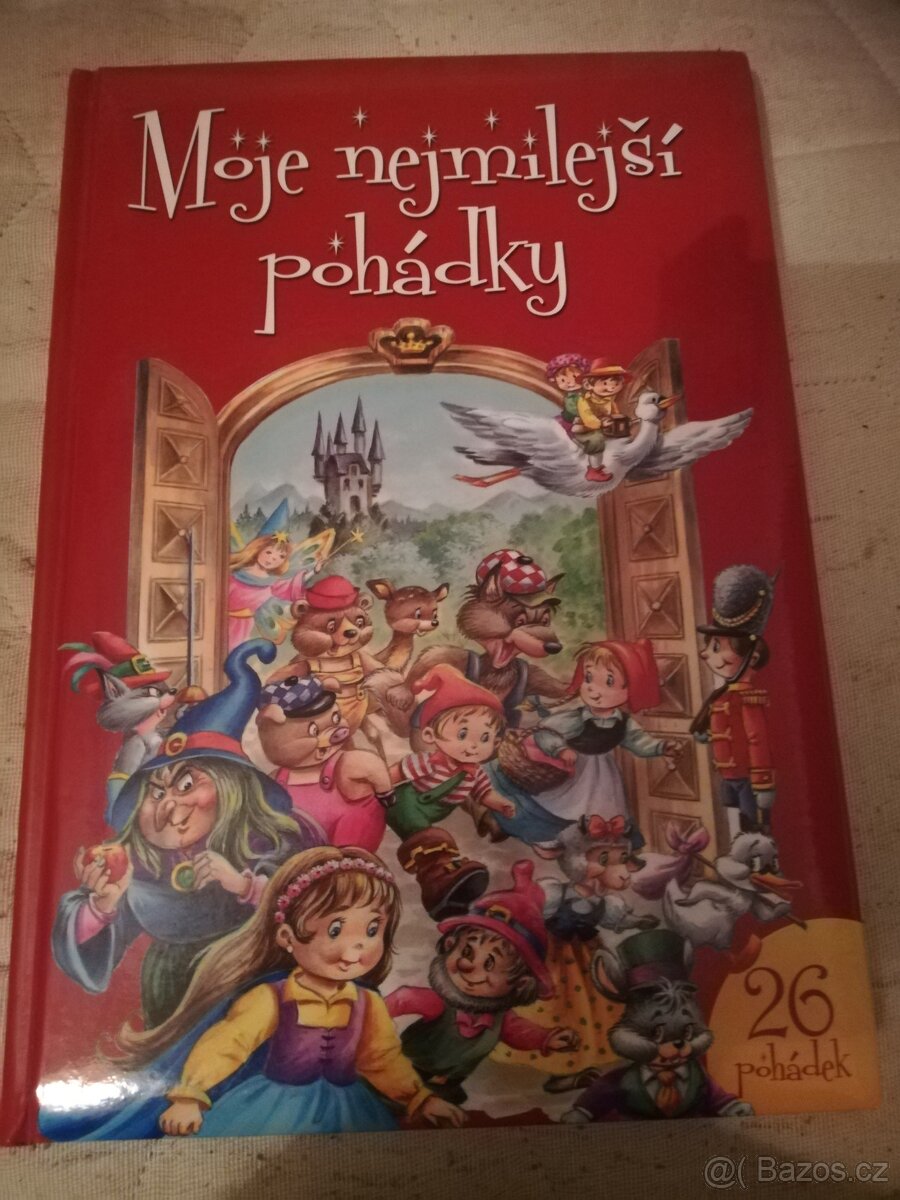 Moje nejmilejší
pohádky
26
pohádek
@( Bazos.cz